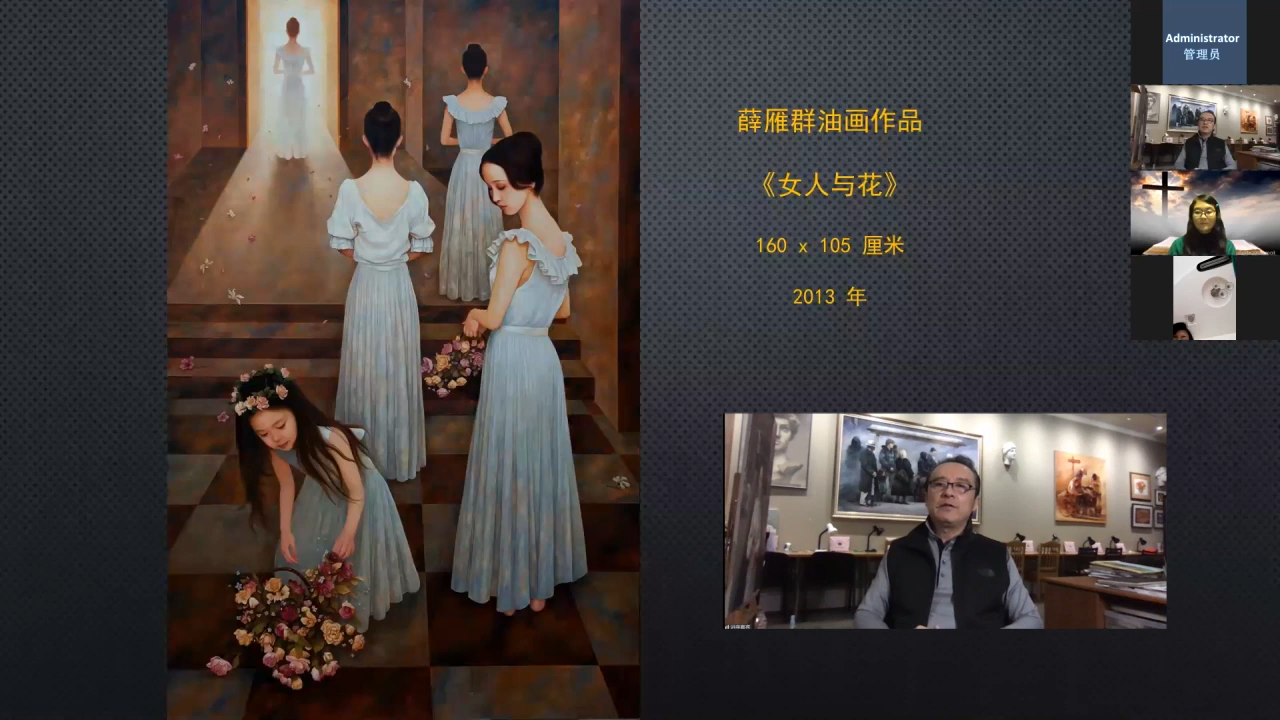 Administrator
管理员
薛雁群油画作品
《女人与花》
160 x 105 厘米
2013 年